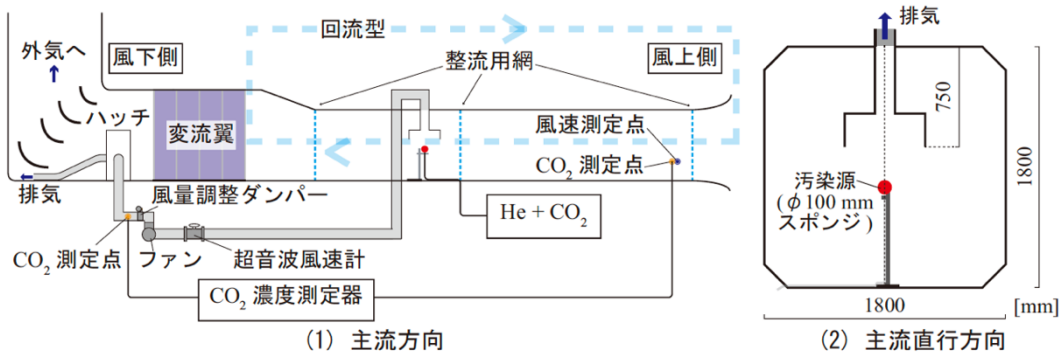 外気へ
風下側
回流型
整流用網
風上側
ハッチ
変流翼
風速測定点
CO2 測定点
排気
風量調整ダンパー
He + CO2
CO2 測定点
ファン
超音波風速計
CO2 濃度測定器
(1) 主流方向
排気
750
1800
汚染源
(φ100 mm
スポンジ)
1800
[mm]
(2) 主流直行方向